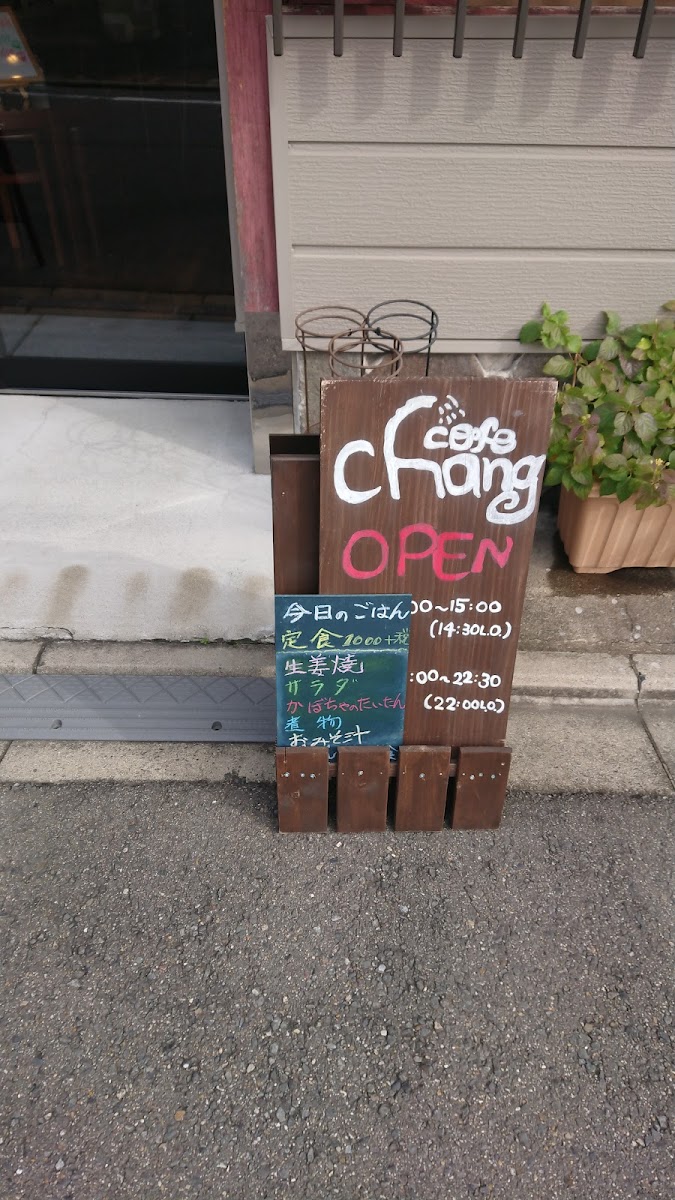 cafe
chang
OPEN
00~15:00
(14:30L.O.)
:00~22:30
(22:00L.O.)
今日のごはん
定食 1000+税
生姜焼
サラダ
かぼちゃのたいたん
漬物
おみそ汁